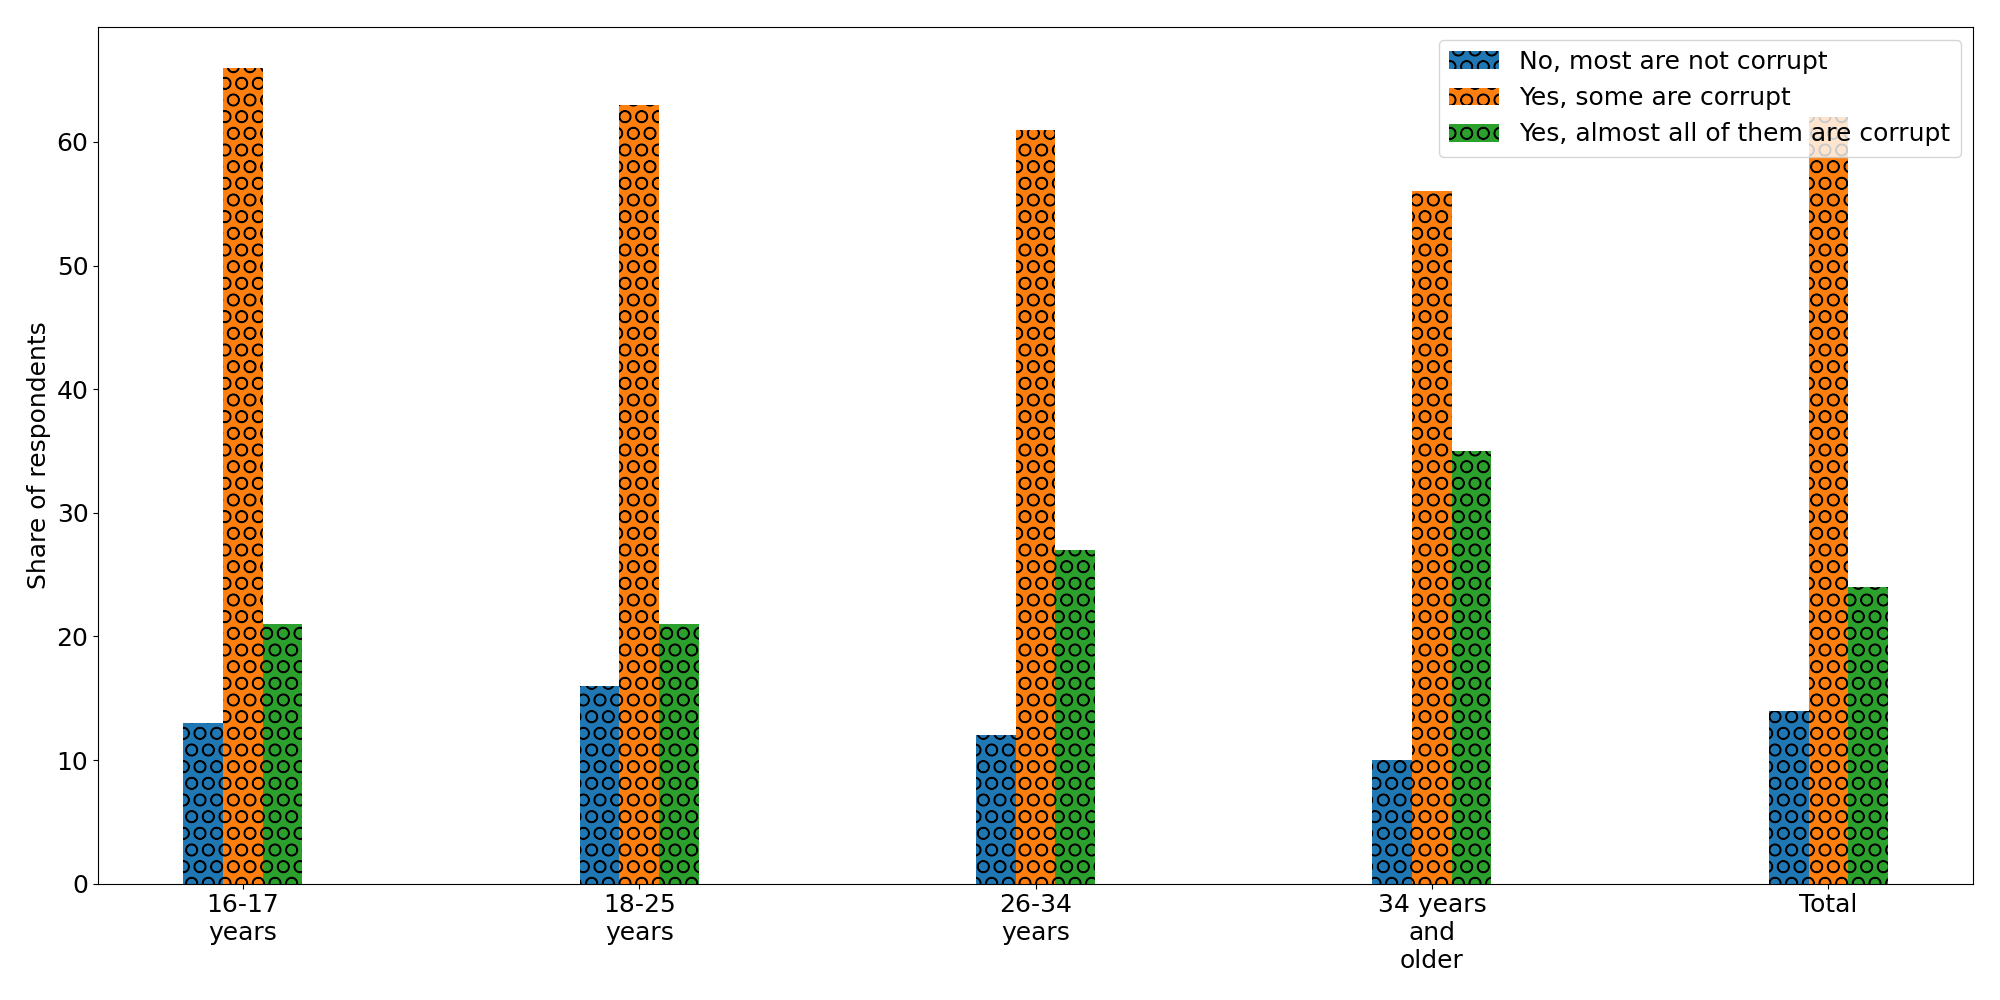 No, most are not corrupt
Yes, some are corrupt
Yes, almost all of them are corrupt
Share of respondents
60
50
40
30
20
10
0
16-17
years
18-25
years
26-34
years
34 years
and
older
Total